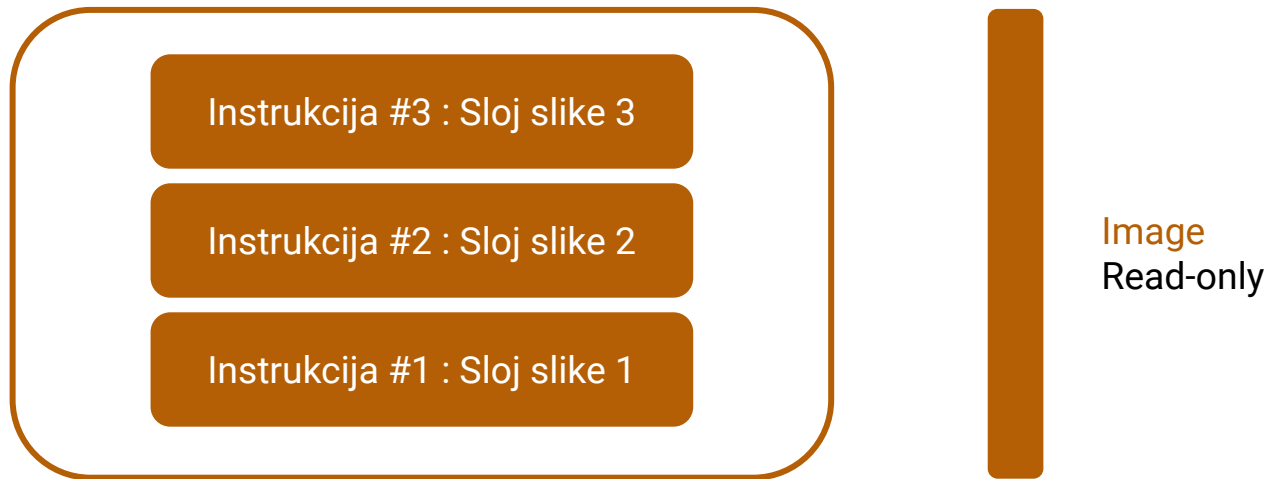 Instrukcija #3 : Sloj slike 3
Instrukcija #2 : Sloj slike 2
Instrukcija #1 : Sloj slike 1
Image
Read-only